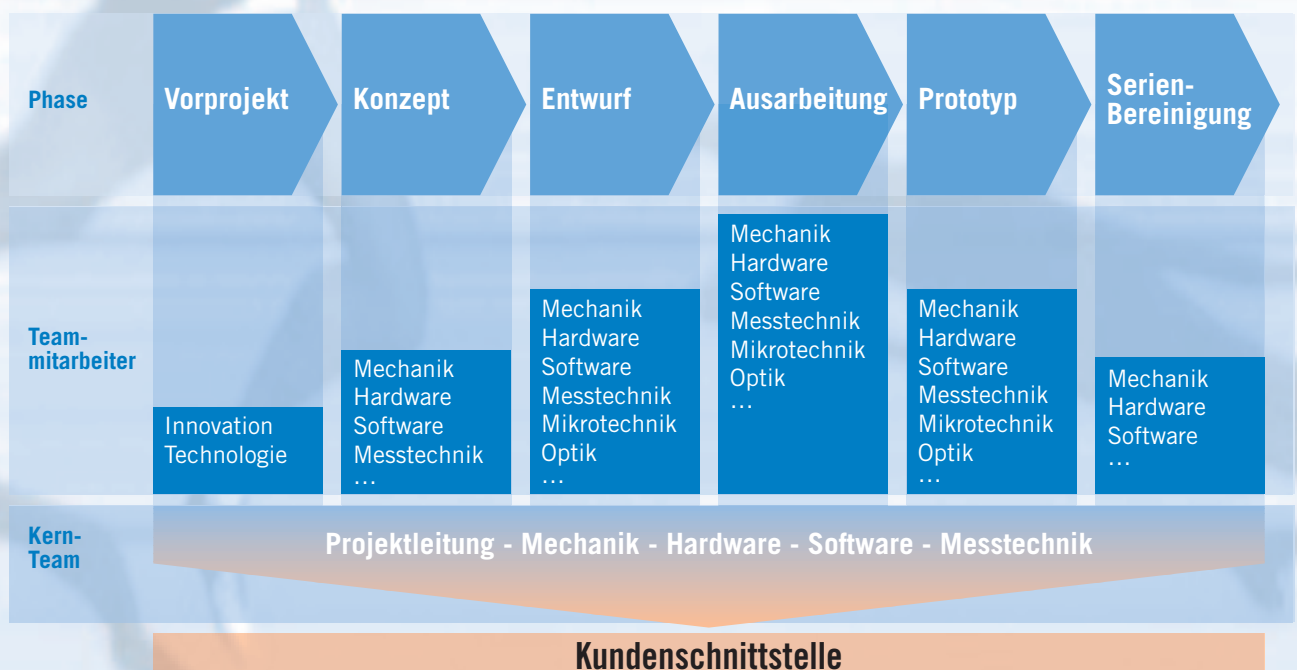 Phase
Vorprojekt
Konzept
Entwurf
Ausarbeitung
Prototyp
Serien-
Bereinigung
Team-
mitarbeiter
Innovation
Technologie
Mechanik
Hardware
Software
Messtechnik
…
Mechanik
Hardware
Software
Messtechnik
Mikrotechnik
Optik
…
Mechanik
Hardware
Software
Messtechnik
Mikrotechnik
Optik
…
Mechanik
Hardware
Software
Messtechnik
Mikrotechnik
Optik
…
Mechanik
Hardware
Software
…
Kern-
Team
Projektleitung - Mechanik - Hardware - Software - Messtechnik
Kundenschnittstelle